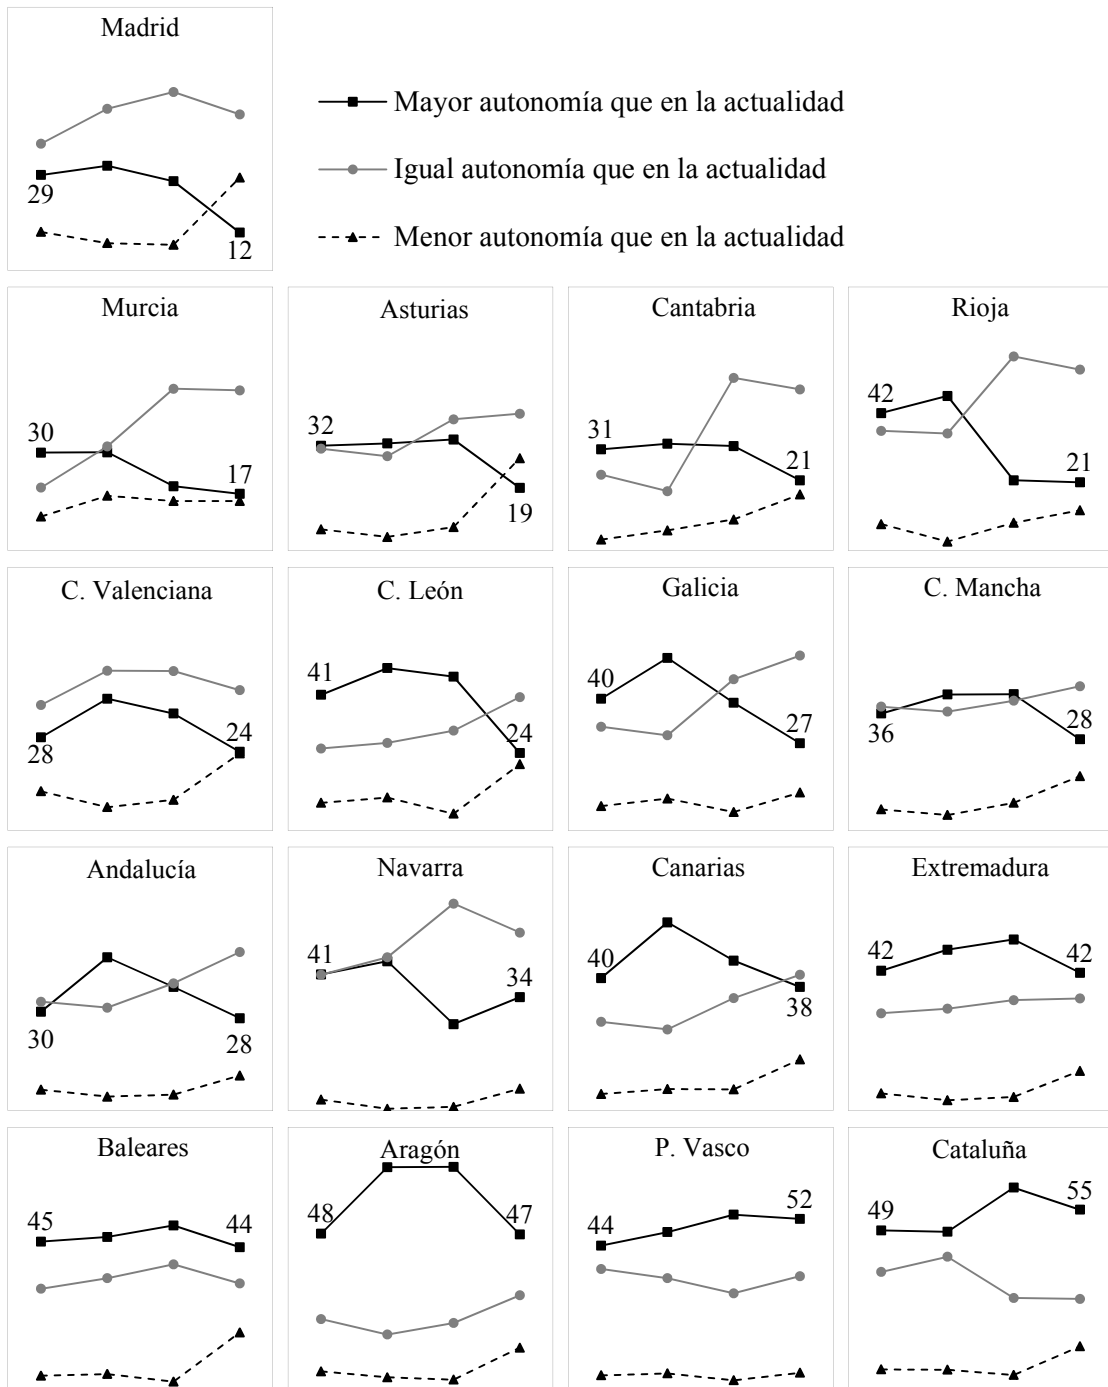 Madrid
29
12
Mayor autonomía que en la actualidad
Igual autonomía que en la actualidad
Menor autonomía que en la actualidad
Murcia
30
17
Asturias
32
19
Cantabria
31
21
Rioja
42
21
C. Valenciana
28
24
C. León
41
24
Galicia
40
27
C. Mancha
36
28
Andalucía
30
28
Navarra
41
34
Canarias
40
38
Extremadura
42
42
Baleares
45
44
Aragón
48
47
P. Vasco
44
52
Cataluña
49
55